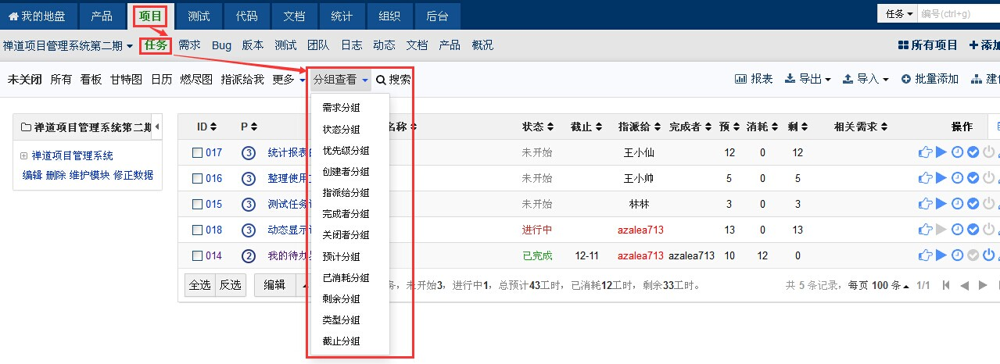 我的地盘 产品 项目 测试 代码 文档 统计 组织 后台 任务 编号(ctrl+g)
禅道项目管理系统第二期 任务 需求 Bug 版本 测试 团队 日志 动态 文档 产品 概况 所有项目 添加
未关闭 所有 看板 甘特图 日历 燃尽图 指派给我 更多 分组查看 搜索 报表 导出 导入 批量添加
需求分组
状态分组
优先级分组
创建者分组
指派给分组
完成者分组
关闭者分组
预计分组
已消耗分组
剩余分组
类型分组
截止分组
禅道项目管理系统第二期
禅道项目管理系统
编辑 删除 维护模块 修正数据
ID P 名称 状态 截止 指派给 完成者 预 消耗 剩 相关需求 操作
017 3 统计报表 未开始 王小仙 12 0 12
016 3 整理使用 未开始 王小帅 5 0 5
015 3 测试任务 未开始 林林 3 0 3
018 3 动态显示 进行中 azalea713 13 0 13
014 2 我的待办 已完成 12-11 azalea713 azalea713 10 12 0
全选 反选 编辑 务，未开始3，进行中1，总预计43工时，已消耗12工时，剩余33工时。 共 5 条记录，每页 100 条 1/1